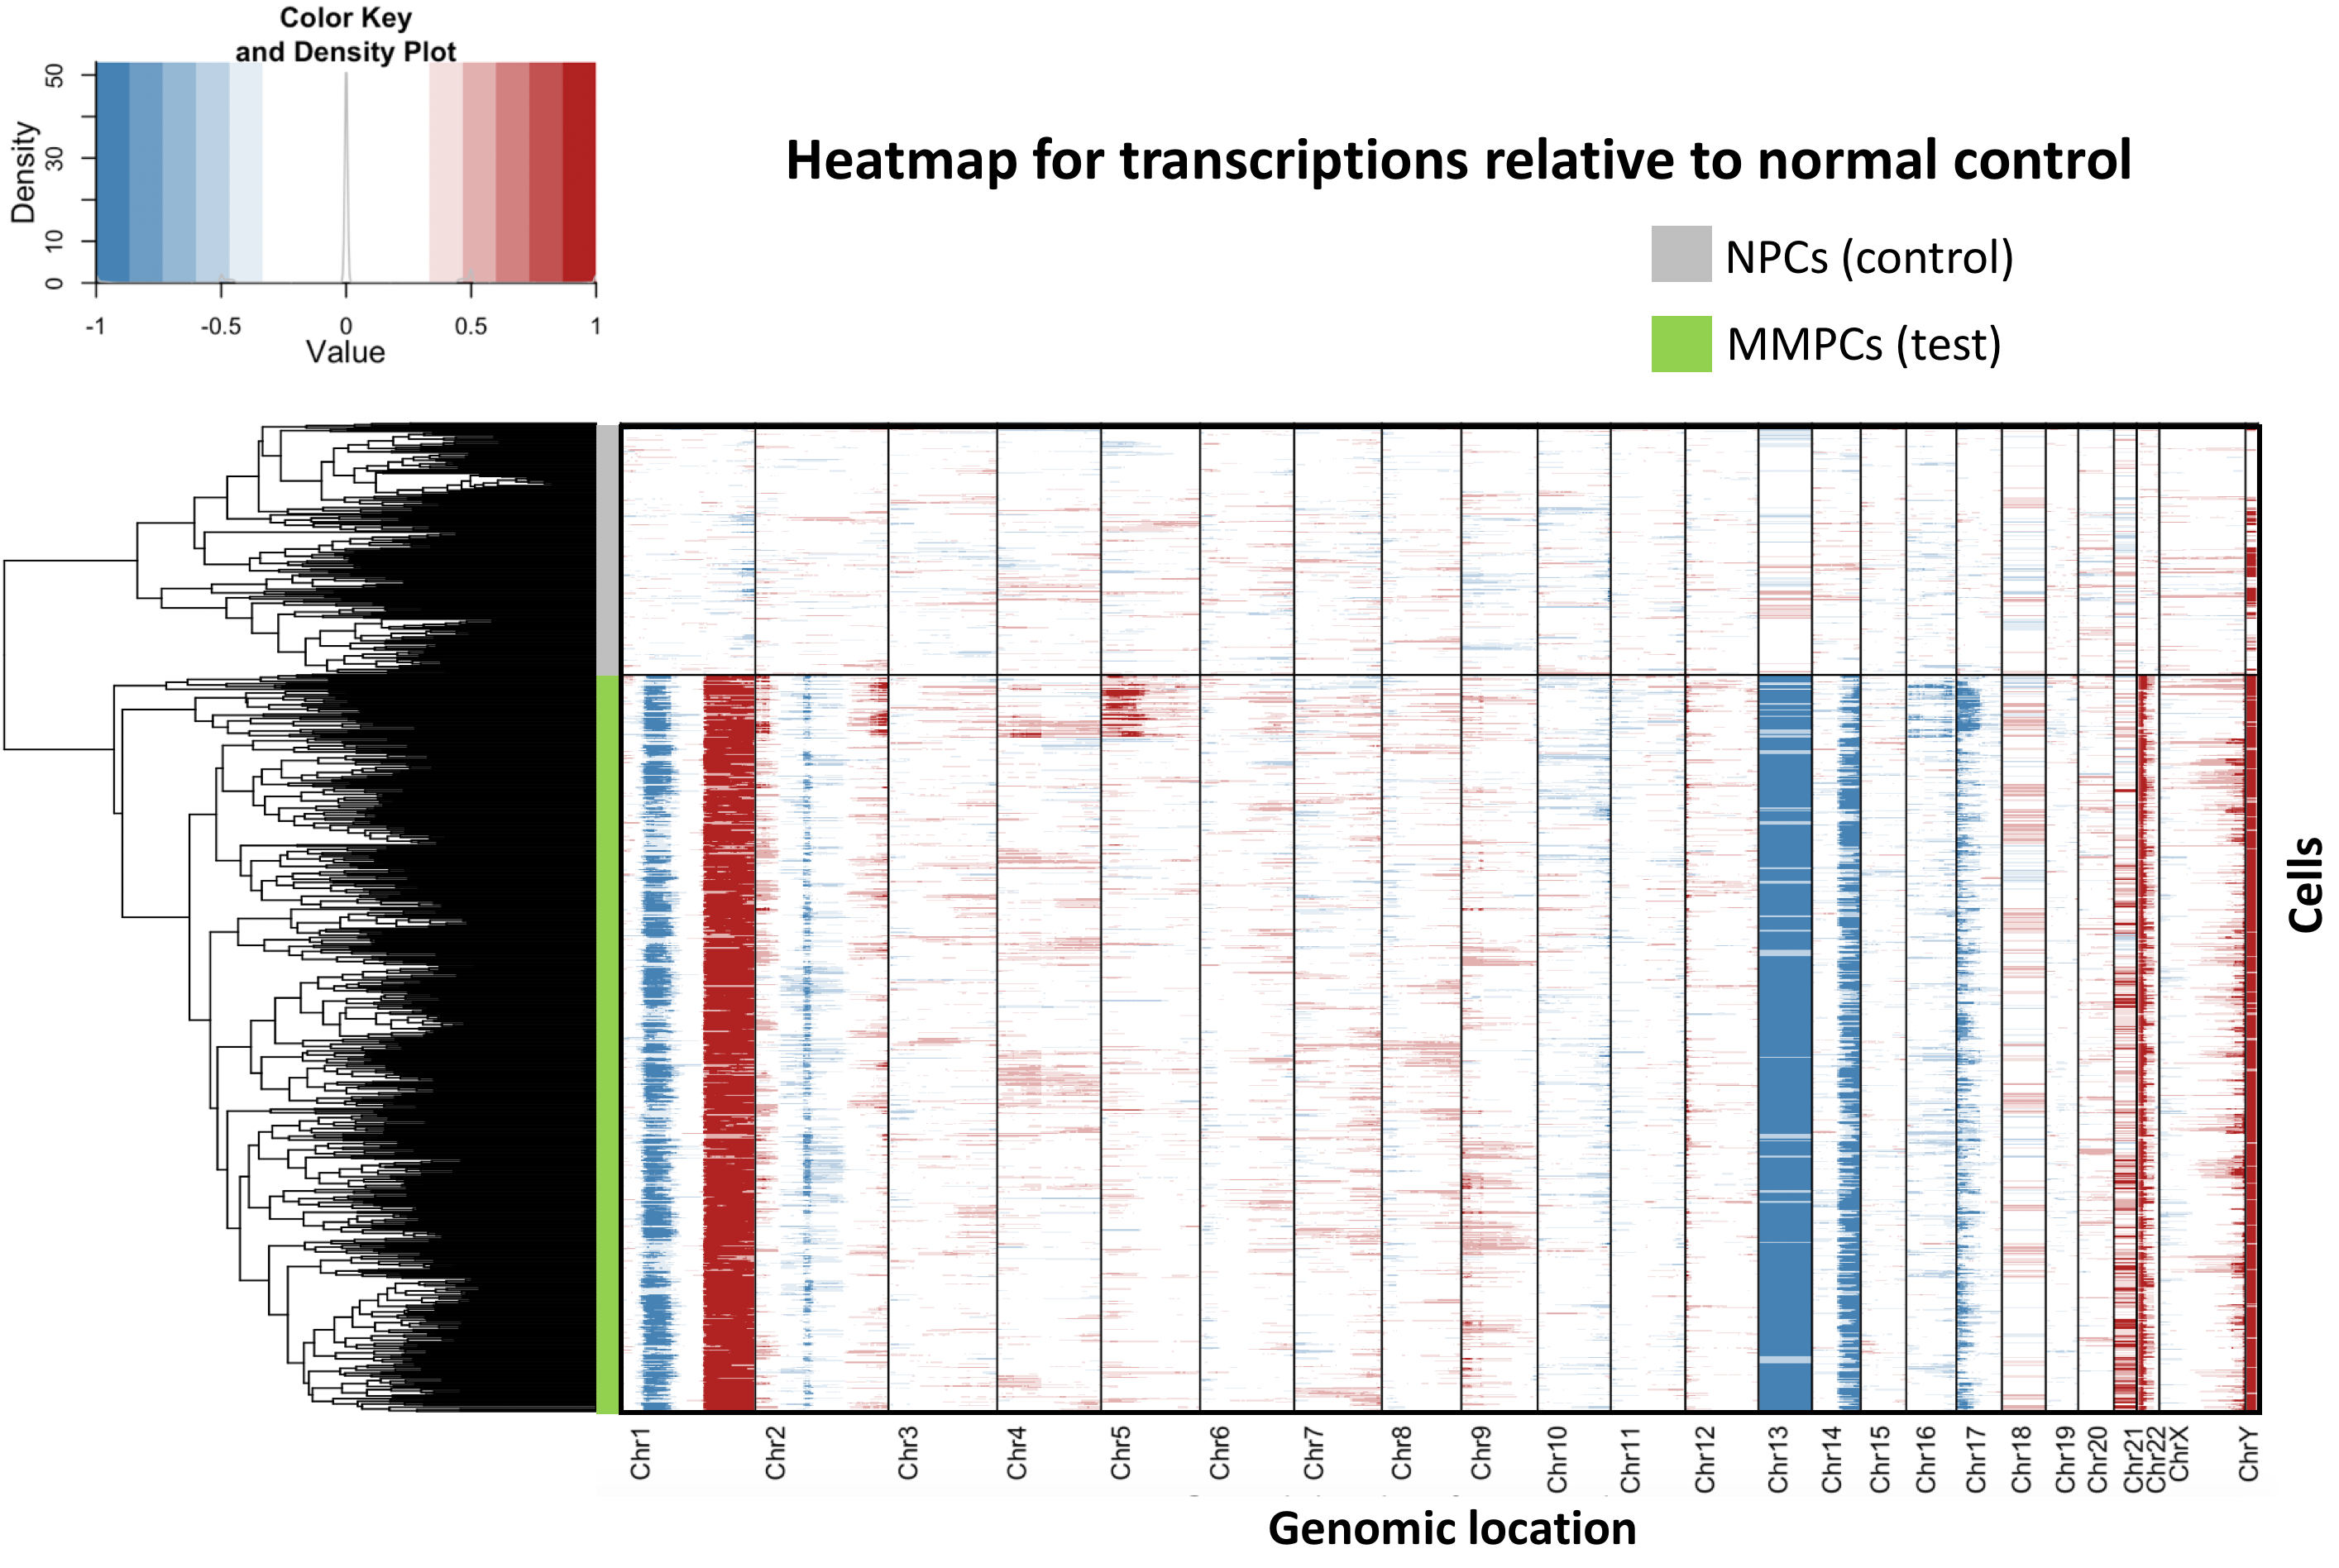 Color Key
and Density Plot
Density
50
30
10
0
-1
-0.5
0
0.5
1
Value
Heatmap for transcriptions relative to normal control
NPCs (control)
MMPCs (test)
Cells
Chr1
Chr2
Chr3
Chr4
Chr5
Chr6
Chr7
Chr8
Chr9
Chr10
Chr11
Chr12
Chr13
Chr14
Chr15
Chr16
Chr17
Chr18
Chr19
Chr20
Chr21
Chr22
ChrX
ChrY
Genomic location